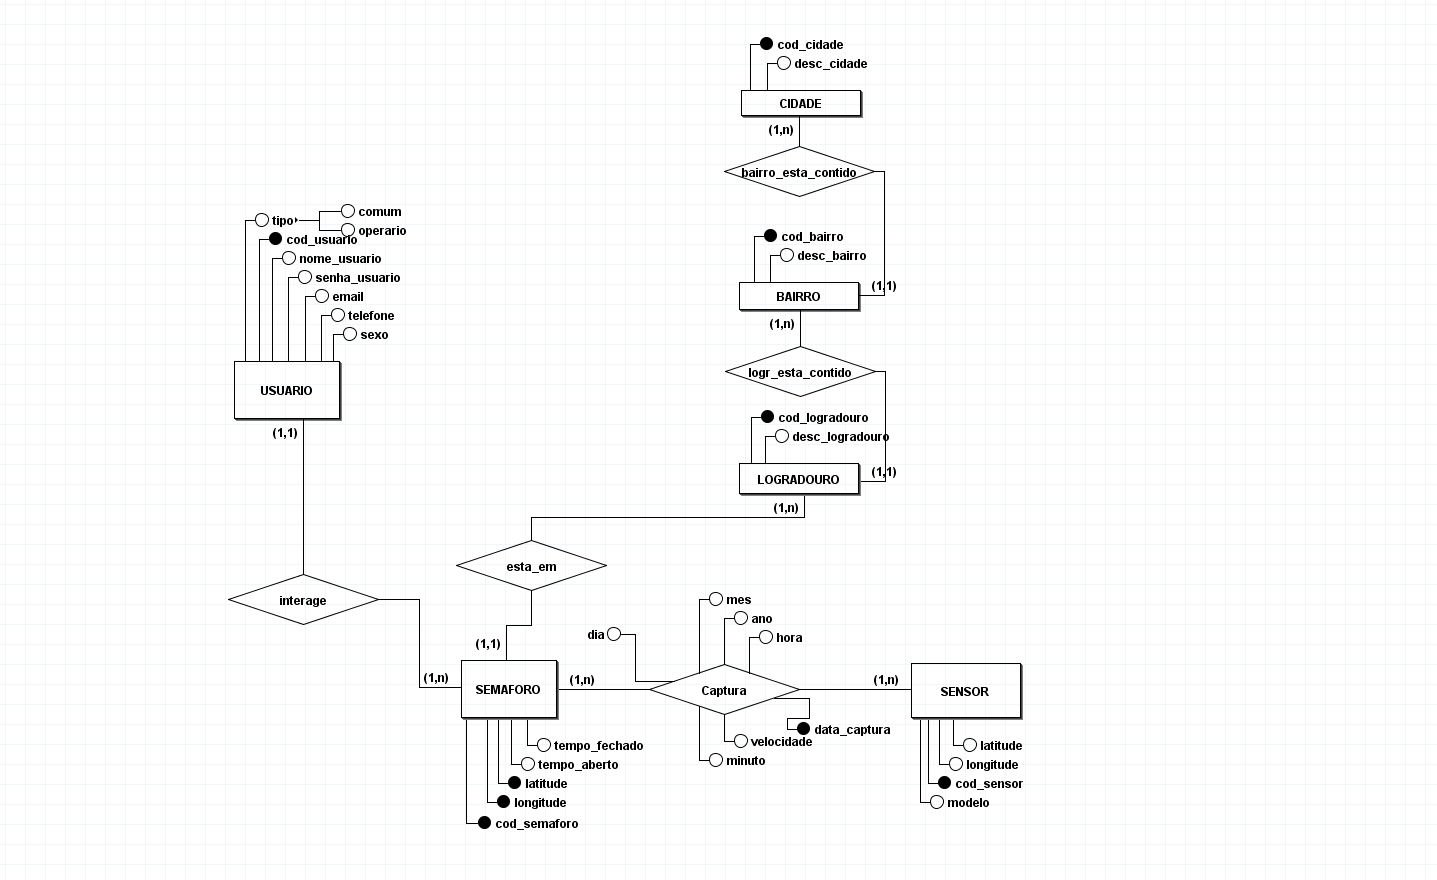 cod_cidade
desc_cidade
CIDADE
(1,n)
bairro_esta_contido
cod_bairro
desc_bairro
(1,1)
BAIRRO
(1,n)
logr_esta_contido
cod_logradouro
desc_logradouro
(1,1)
LOGRADOURO
(1,n)
tipo
comum
operario
cod_usuario
nome_usuario
senha_usuario
email
telefone
sexo
USUARIO
(1,1)
interage
(1,n)
esta_em
(1,1)
SEMAFORO
tempo_fechado
tempo_aberto
latitude
longitude
cod_semaforo
(1,n)
dia
mes
ano
hora
Captura
data_captura
velocidade
minuto
(1,n)
SENSOR
latitude
longitude
cod_sensor
modelo